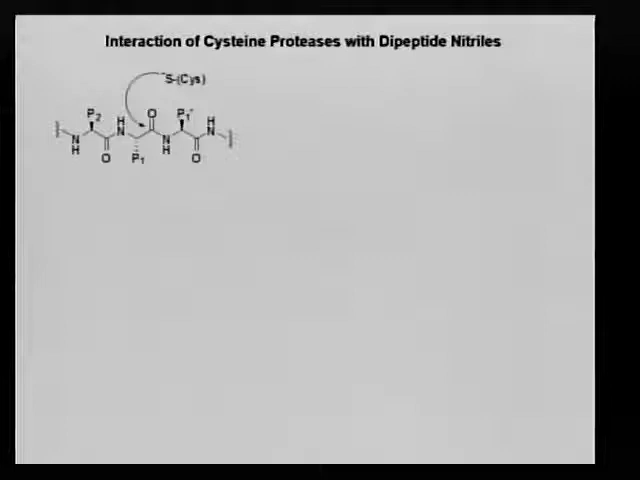 Interaction of Cysteine Proteases with Dipeptide Nitriles
⁻S-(Cys)
P₂ H N O P₁' H N
N H O P₁ N H O